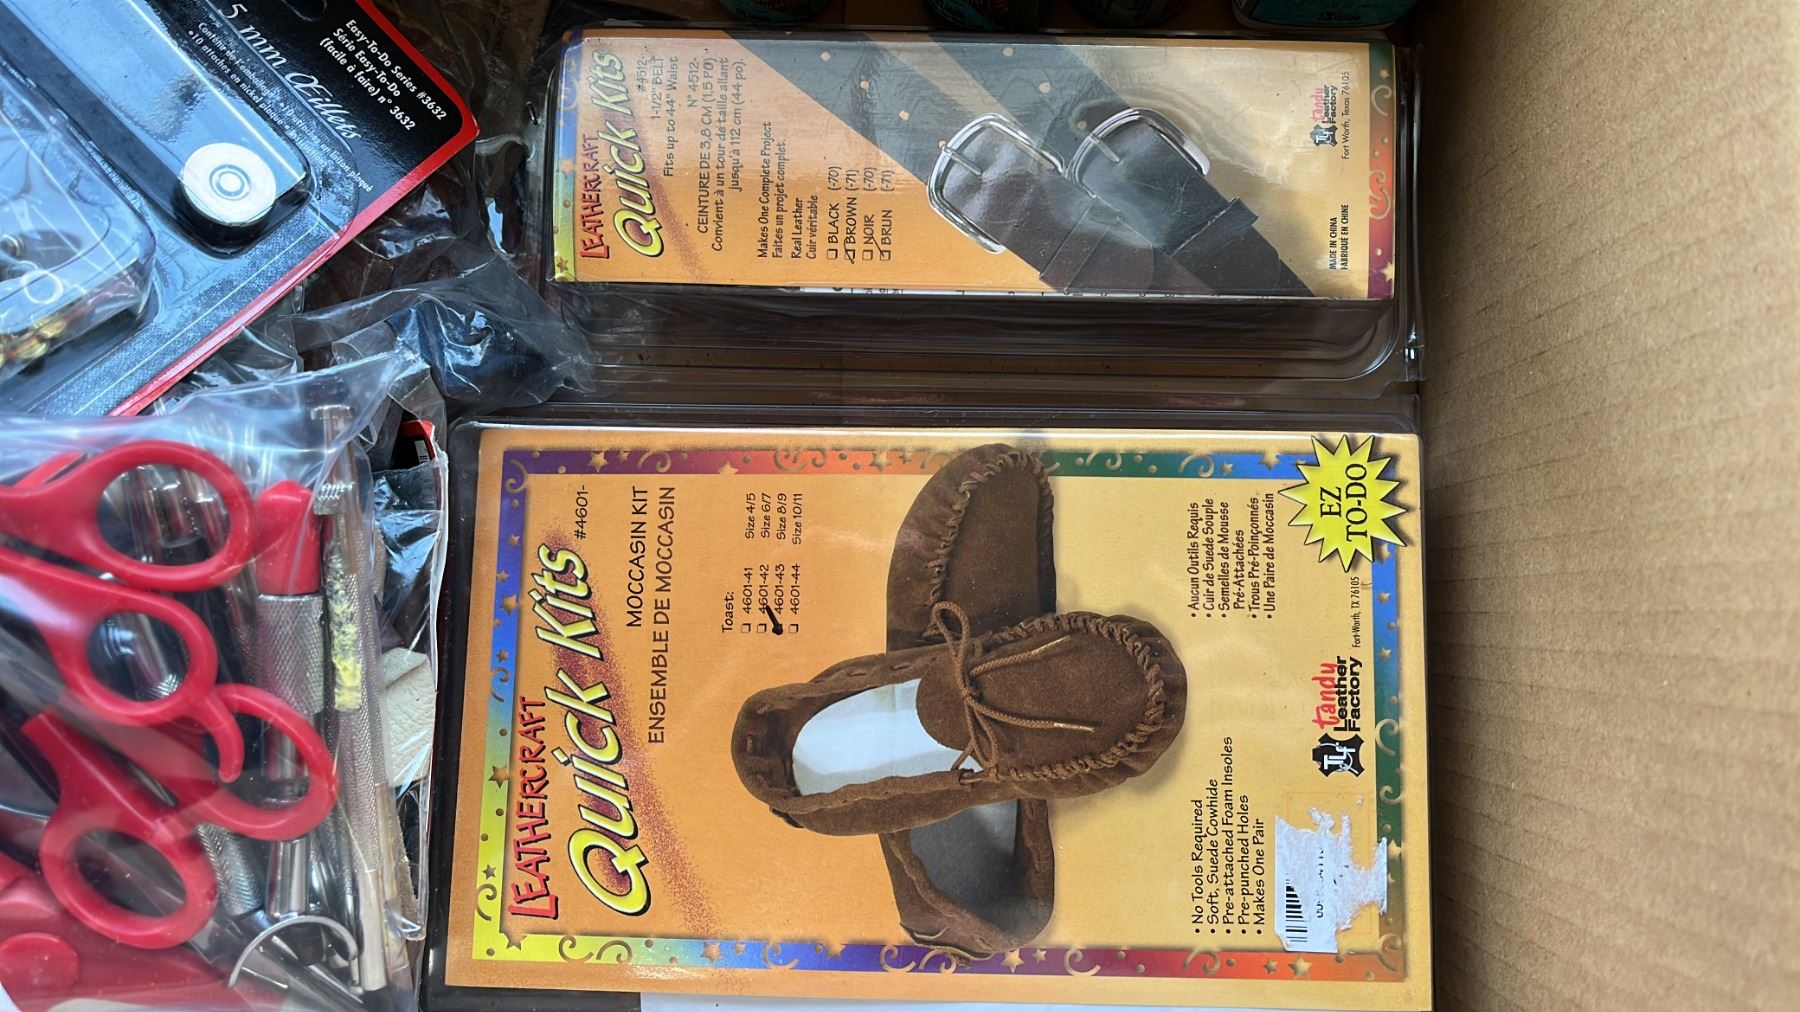 5 mm Œillets
Easy-To-Do Series #3632
Série Easy-To-Do
(facile à faire) n° 3632
LEATHERCRAFT
Quick Kits
#4512-
1-1/2" BELT
Fits up to 44" Waist
N° 4512-
CEINTURE DE 3,8 CM (1,5 PO)
Convient à un tour de taille allant
jusqu'à 112 cm (44 po).
Makes One Complete Project
Faites un projet complet.
Real Leather
Cuir véritable
BLACK (-70)
BROWN (-71)
NOIR (-70)
BRUN (-71)
tandy
Leather
Factory
Fort Worth, Texas 76105
MADE IN CHINA
FABRIQUÉ EN CHINE
LEATHERCRAFT
Quick Kits
#4601-
MOCCASIN KIT
ENSEMBLE DE MOCCASIN
Toast:
4601-41 Size 4/5
4601-42 Size 6/7
4601-43 Size 8/9
4601-44 Size 10/11
• No Tools Required
• Soft, Suede Cowhide
• Pre-attached Foam Insoles
• Pre-punched Holes
• Makes One Pair
• Aucun Outils Requis
• Cuir de Suede Souple
• Semelles de Mousse
Pré-Attachées
• Trous Pré-Poinçonnés
• Une Paire de Moccasin
TLF
tandy
Leather
Factory
Fort Worth, TX 76105
EZ
TO-DO